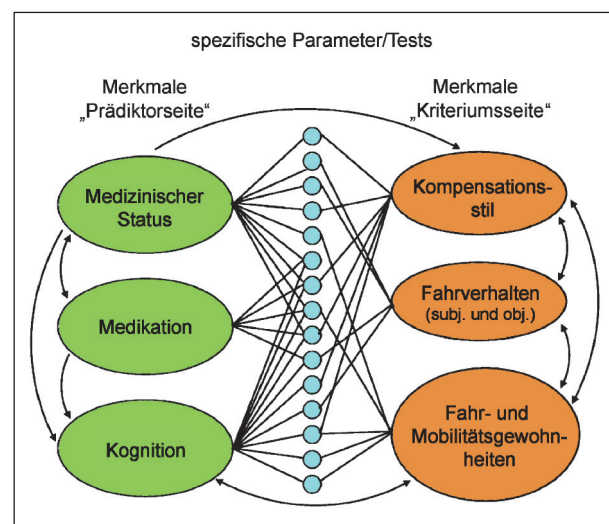 spezifische Parameter/Tests
Merkmale
„Prädiktorseite“
Merkmale
„Kriteriumsseite“
Medizinischer
Status
Medikation
Kognition
Kompensations-
stil
Fahrverhalten
(subj. und obj.)
Fahr- und
Mobilitätsgewohn-
heiten